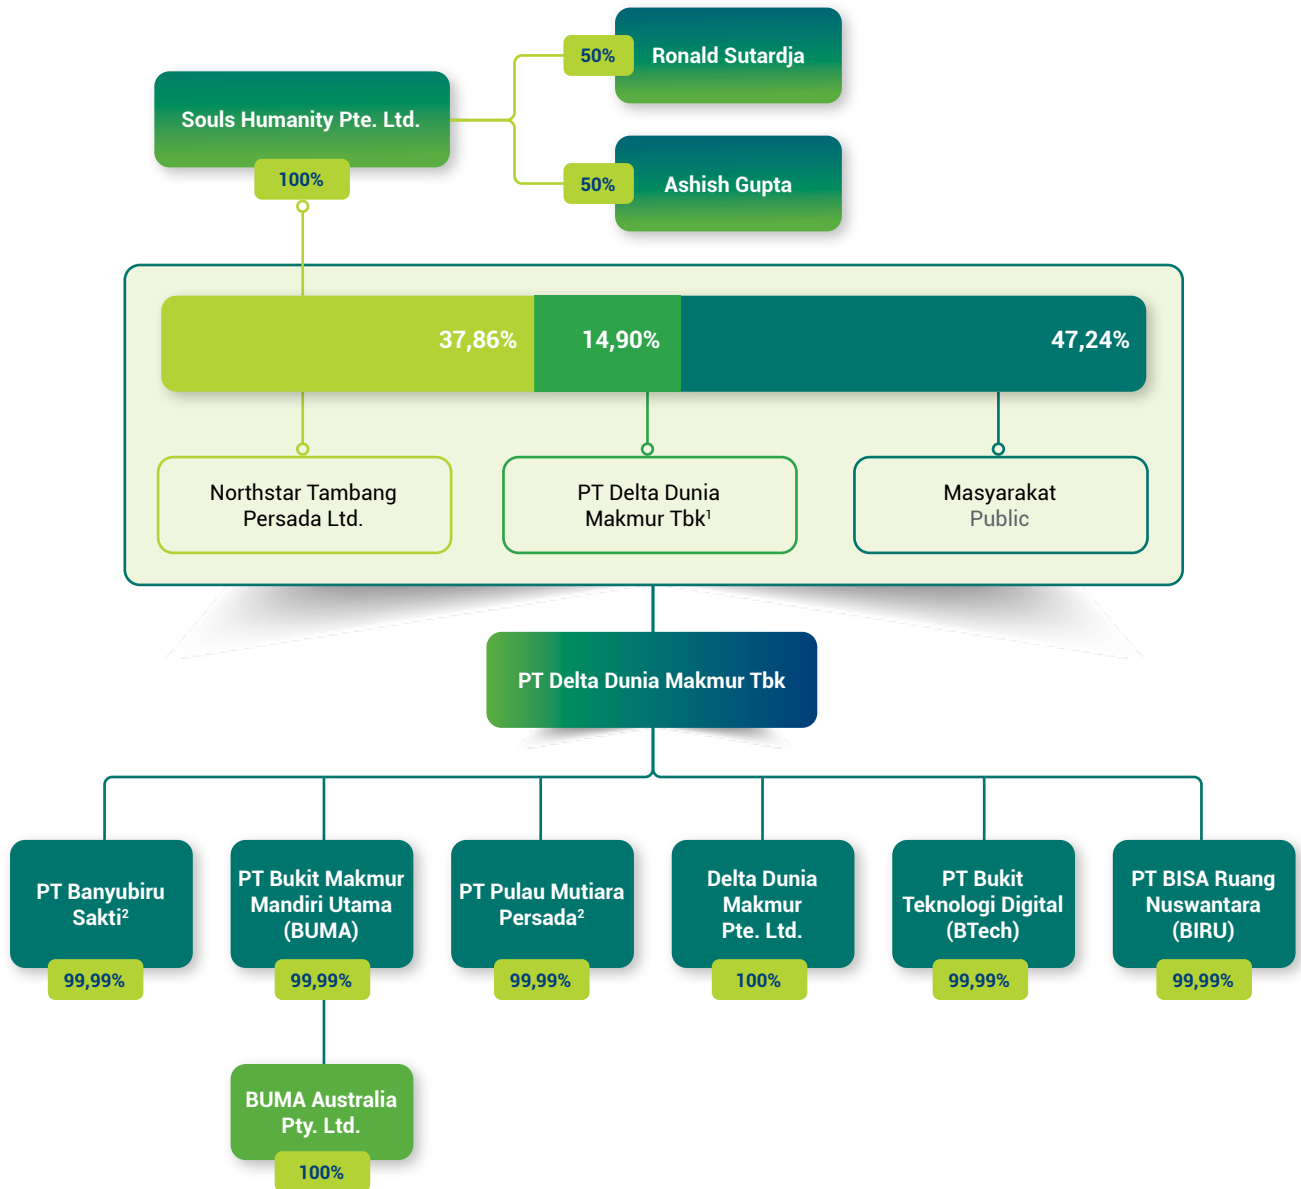 50%
Ronald Sutardja
Souls Humanity Pte. Ltd.
100%
50%
Ashish Gupta
37,86%
14,90%
47,24%
Northstar Tambang
Persada Ltd.
PT Delta Dunia
Makmur Tbk¹
Masyarakat
Public
PT Delta Dunia Makmur Tbk
PT Banyubiru
Sakti²
99,99%
PT Bukit Makmur
Mandiri Utama
(BUMA)
99,99%
PT Pulau Mutiara
Persada²
99,99%
Delta Dunia
Makmur
Pte. Ltd.
100%
PT Bukit
Teknologi Digital
(BTech)
99,99%
PT BISA Ruang
Nuswantara
(BIRU)
99,99%
BUMA Australia
Pty. Ltd.
100%